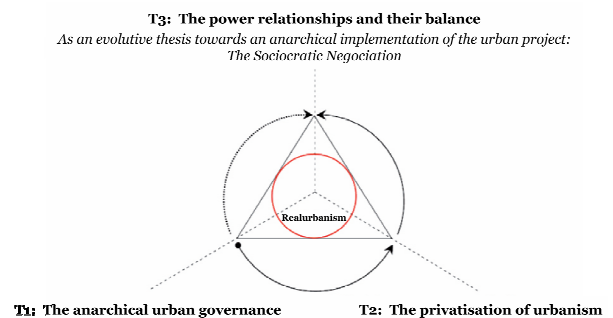 T3: The power relationships and their balance
As an evolutive thesis towards an anarchical implementation of the urban project:
The Sociocratic Negociation
Realurbanism
T1: The anarchical urban governance
T2: The privatisation of urbanism